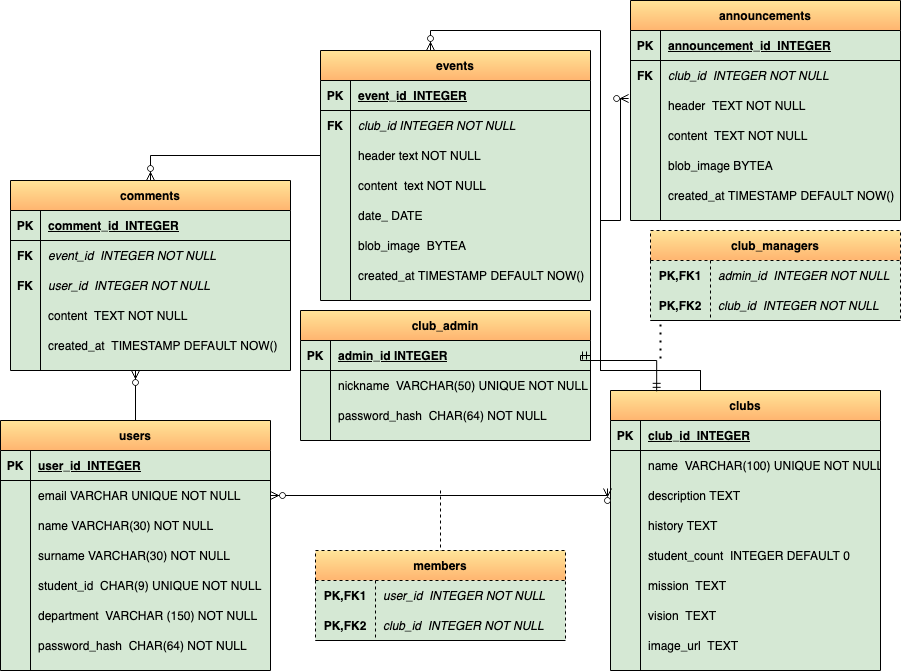 announcements
PK announcement_id INTEGER
FK club_id INTEGER NOT NULL
header TEXT NOT NULL
content TEXT NOT NULL
blob_image BYTEA
created_at TIMESTAMP DEFAULT NOW()
events
PK event_id INTEGER
FK club_id INTEGER NOT NULL
header text NOT NULL
content text NOT NULL
date_ DATE
blob_image BYTEA
created_at TIMESTAMP DEFAULT NOW()
comments
PK comment_id INTEGER
FK event_id INTEGER NOT NULL
FK user_id INTEGER NOT NULL
content TEXT NOT NULL
created_at TIMESTAMP DEFAULT NOW()
club_managers
PK,FK1 admin_id INTEGER NOT NULL
PK,FK2 club_id INTEGER NOT NULL
club_admin
PK admin_id INTEGER
nickname VARCHAR(50) UNIQUE NOT NULL
password_hash CHAR(64) NOT NULL
users
PK user_id INTEGER
email VARCHAR UNIQUE NOT NULL
name VARCHAR(30) NOT NULL
surname VARCHAR(30) NOT NULL
student_id CHAR(9) UNIQUE NOT NULL
department VARCHAR (150) NOT NULL
password_hash CHAR(64) NOT NULL
members
PK,FK1 user_id INTEGER NOT NULL
PK,FK2 club_id INTEGER NOT NULL
clubs
PK club_id INTEGER
name VARCHAR(100) UNIQUE NOT NULL
description TEXT
history TEXT
student_count INTEGER DEFAULT 0
mission TEXT
vision TEXT
image_url TEXT